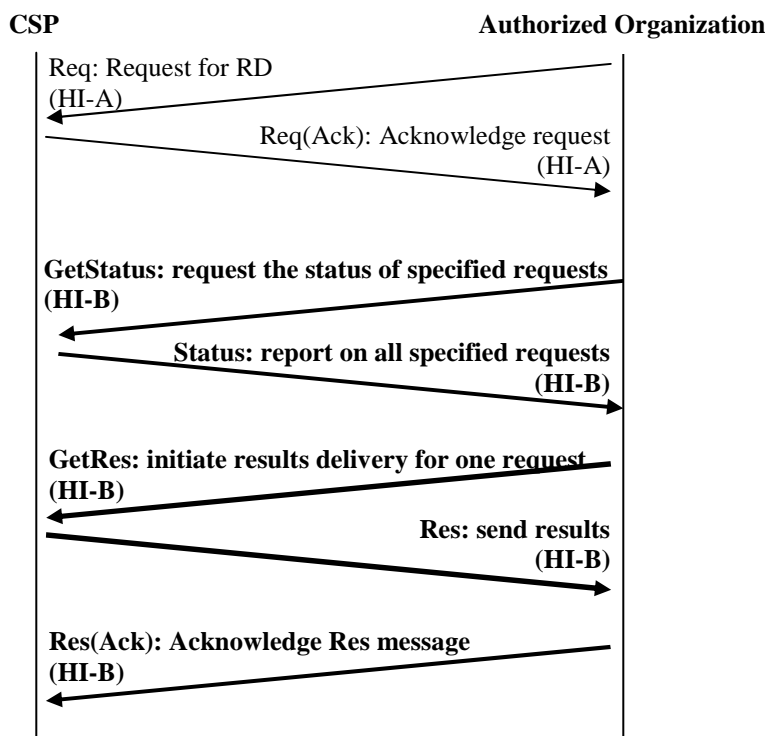 CSP Authorized Organization
Req: Request for RD
(HI-A)
Req(Ack): Acknowledge request
(HI-A)
GetStatus: request the status of specified requests
(HI-B)
Status: report on all specified requests
(HI-B)
GetRes: initiate results delivery for one request
(HI-B)
Res: send results
(HI-B)
Res(Ack): Acknowledge Res message
(HI-B)